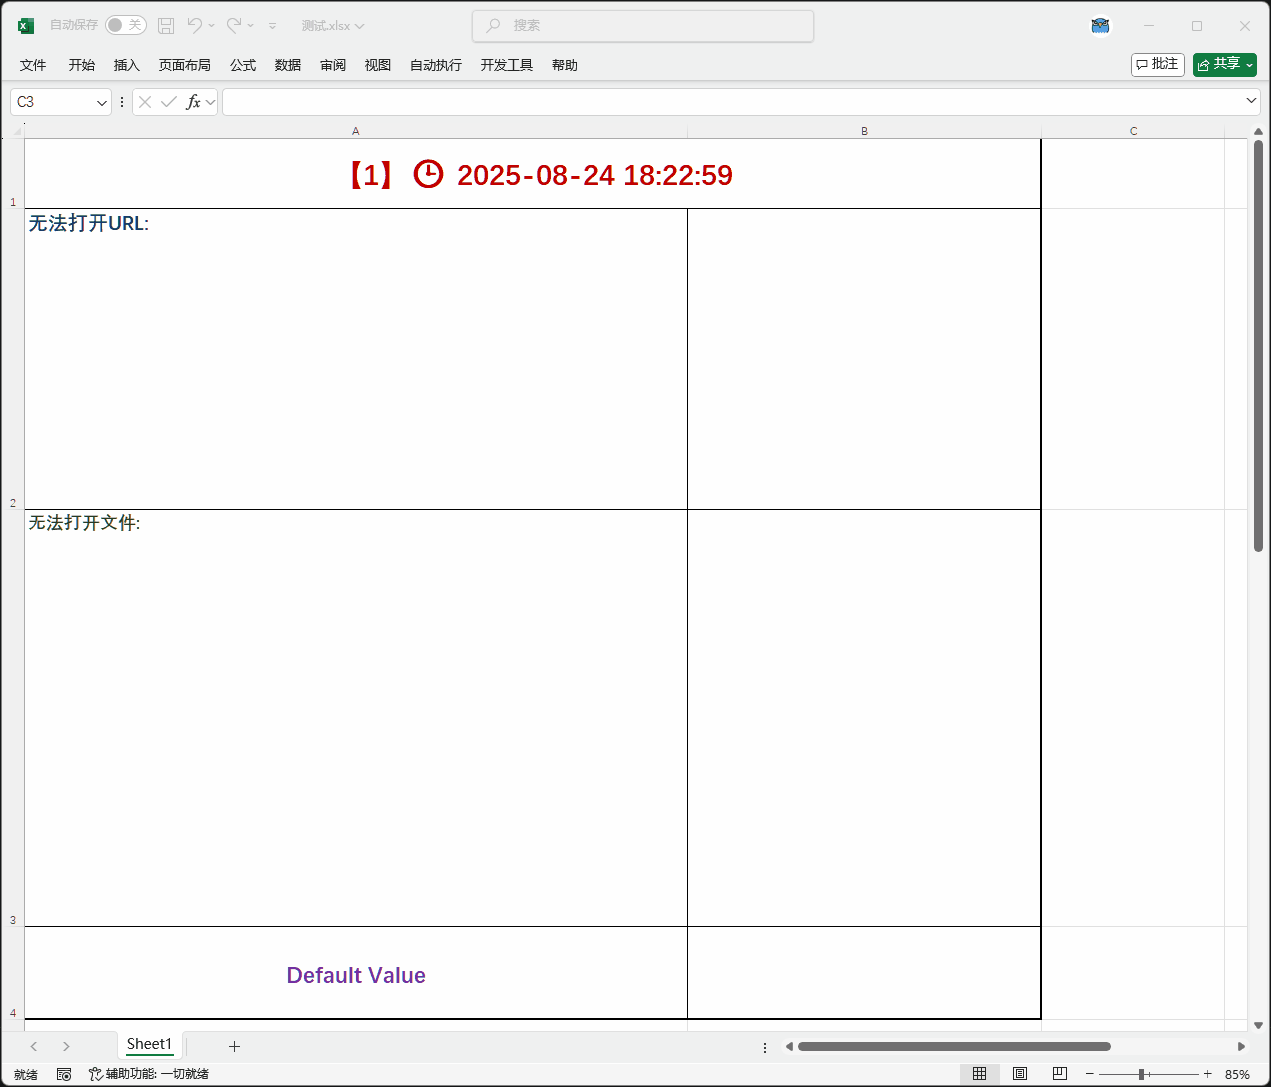 自动保存 关 测试.xlsx 搜索
文件 开始 插入 页面布局 公式 数据 审阅 视图 自动执行 开发工具 帮助 批注 共享
C3 fx
A B C
1 【1】 2025-08-24 18:22:59
无法打开URL:
2
无法打开文件:
3
Default Value
4
Sheet1
就绪 辅助功能: 一切就绪 85%